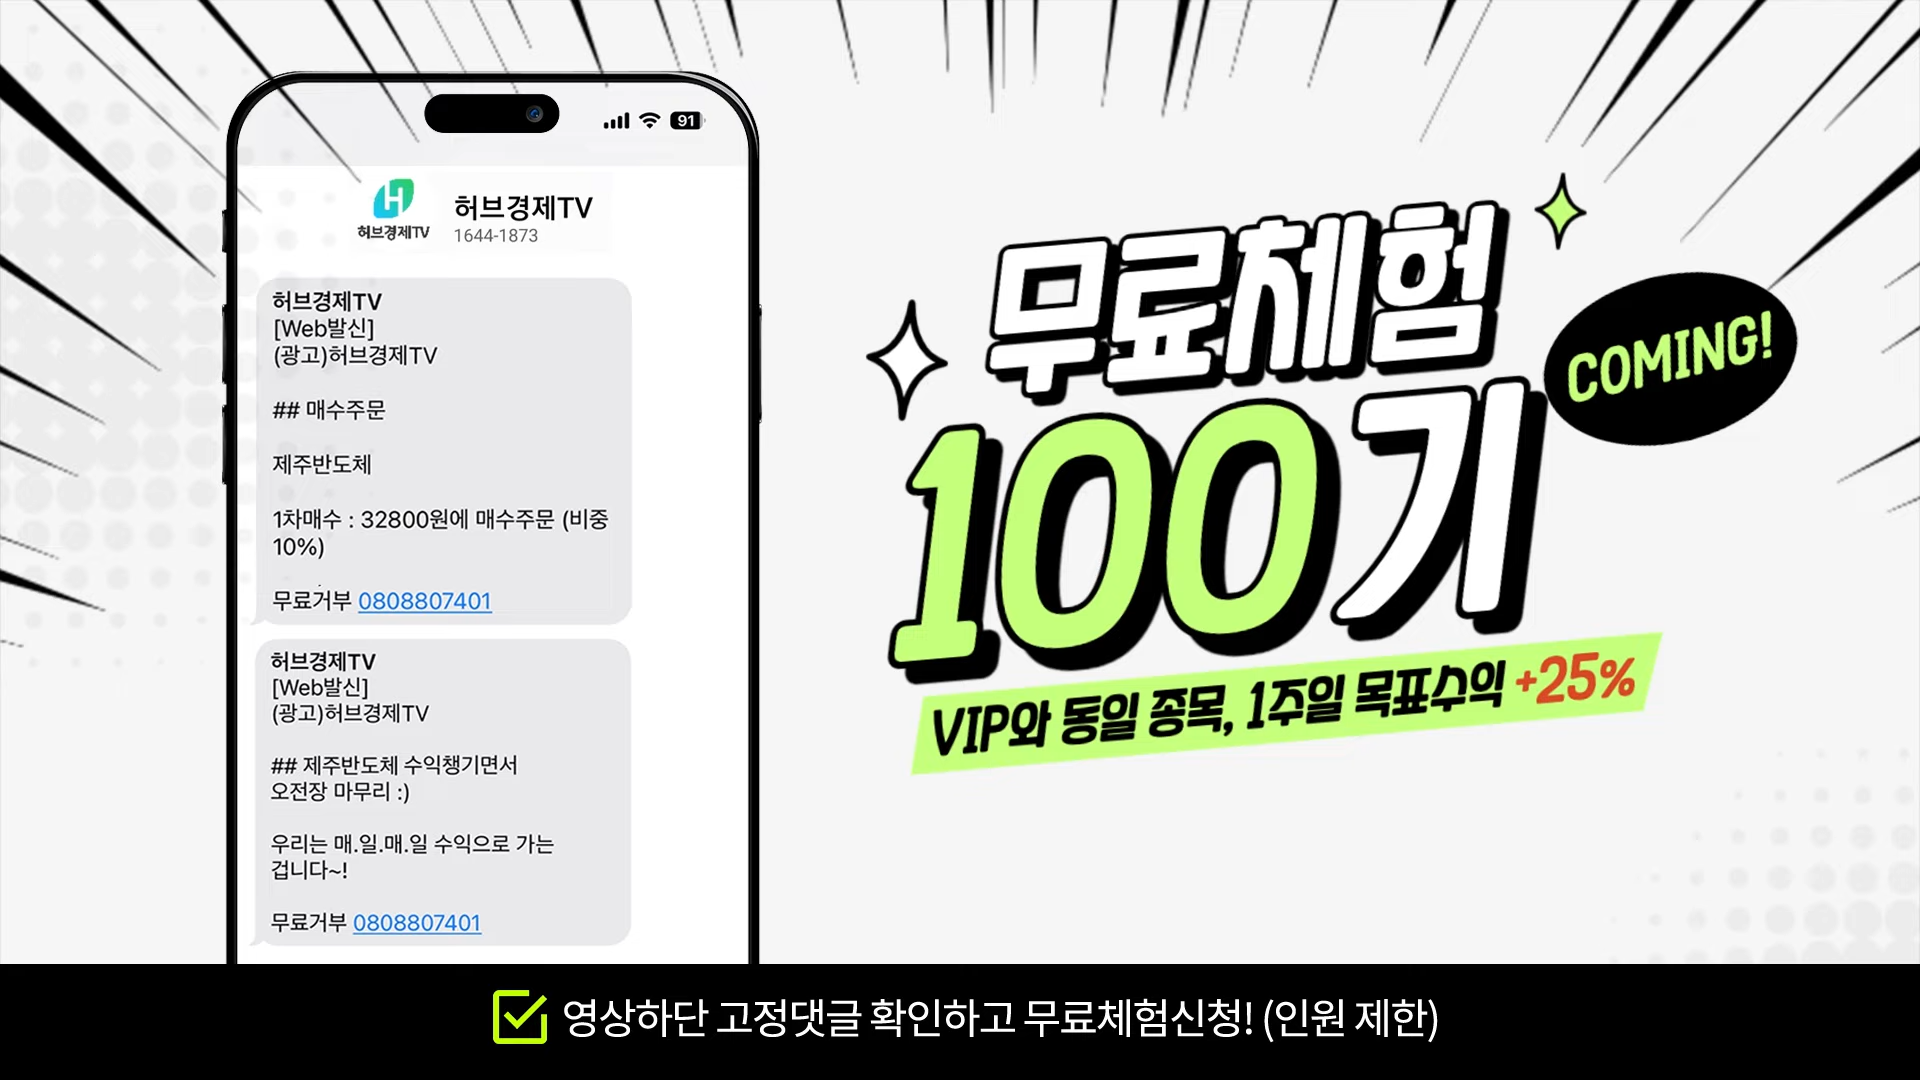 91
허브경제TV
허브경제TV
1644-1873
허브경제TV
[Web발신]
(광고)허브경제TV
## 매수주문
제주반도체
1차매수 : 32800원에 매수주문 (비중
10%)
무료거부 0808807401
허브경제TV
[Web발신]
(광고)허브경제TV
## 제주반도체 수익챙기면서
오전장 마무리 :)
우리는 매.일.매.일 수익으로 가는
겁니다~!
무료거부 0808807401
무료체험
100기
COMING!
VIP와 동일 종목, 1주일 목표수익 +25%
영상하단 고정댓글 확인하고 무료체험신청! (인원 제한)